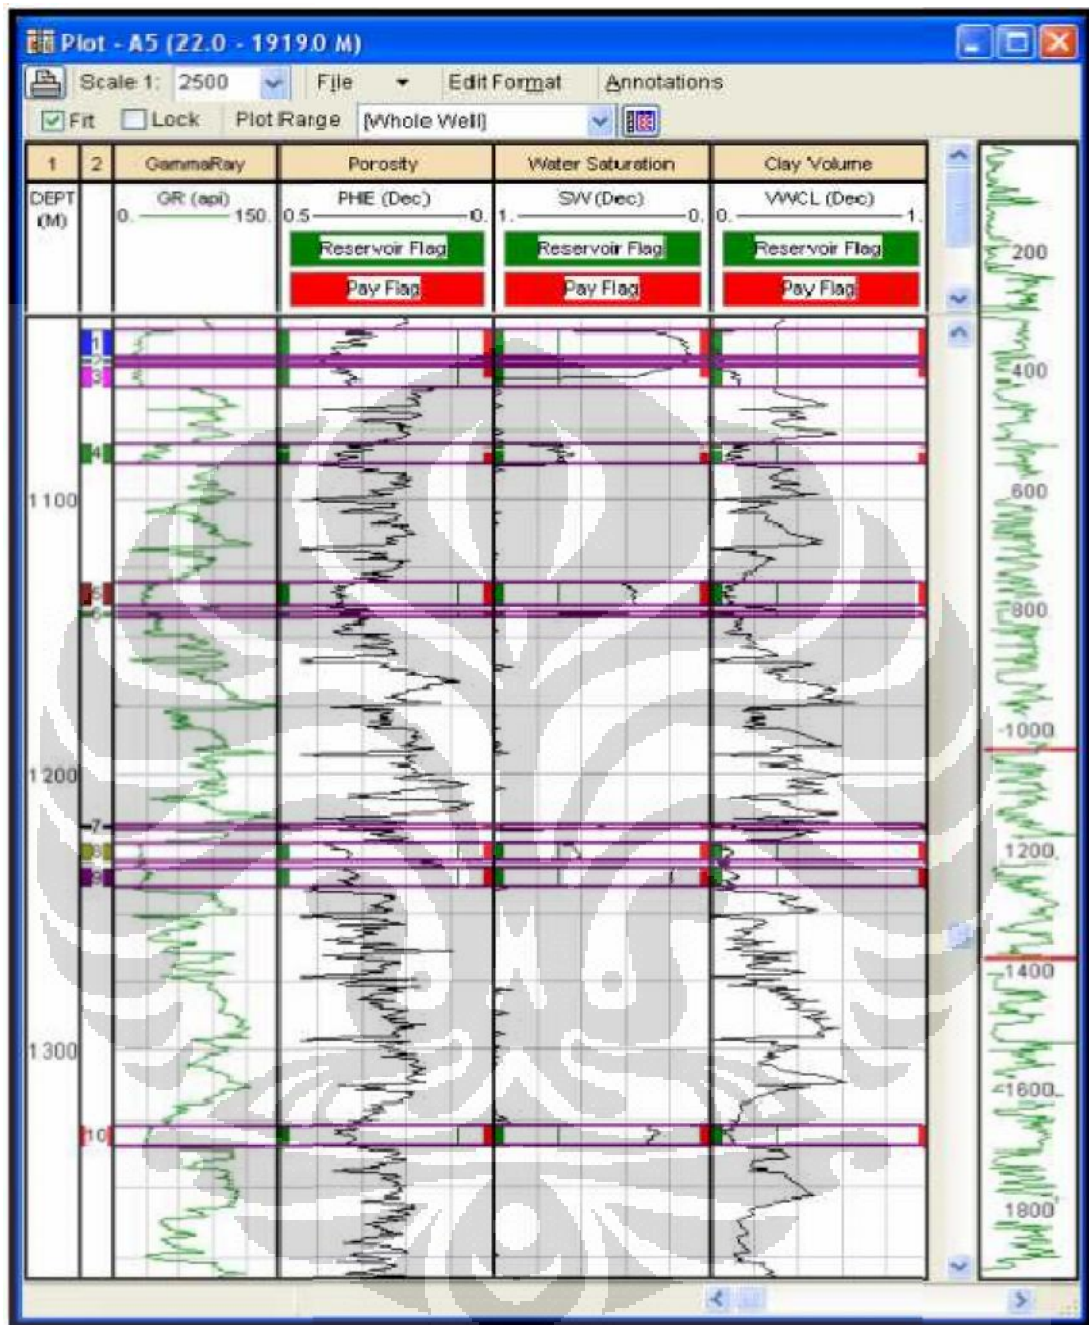 Plot - A5 (22.0 - 1919.0 M)
Scale 1: 2500 File Edit Format Annotations
Fit Lock Plot Range [Whole Well]
1 2 GammaRay Porosity Water Saturation Clay Volume
DEPT (M) GR (api) PHIE (Dec) SW (Dec) VWCL (Dec)
0. 150. 0.5 0. 1. 0. 0. 1.
Reservoir Flag Reservoir Flag Reservoir Flag
Pay Flag Pay Flag Pay Flag
200
1
3
400
4
1100
600
5
6
800
1000
1200
7
8
1200
9
1400
1300
1600
10
1800